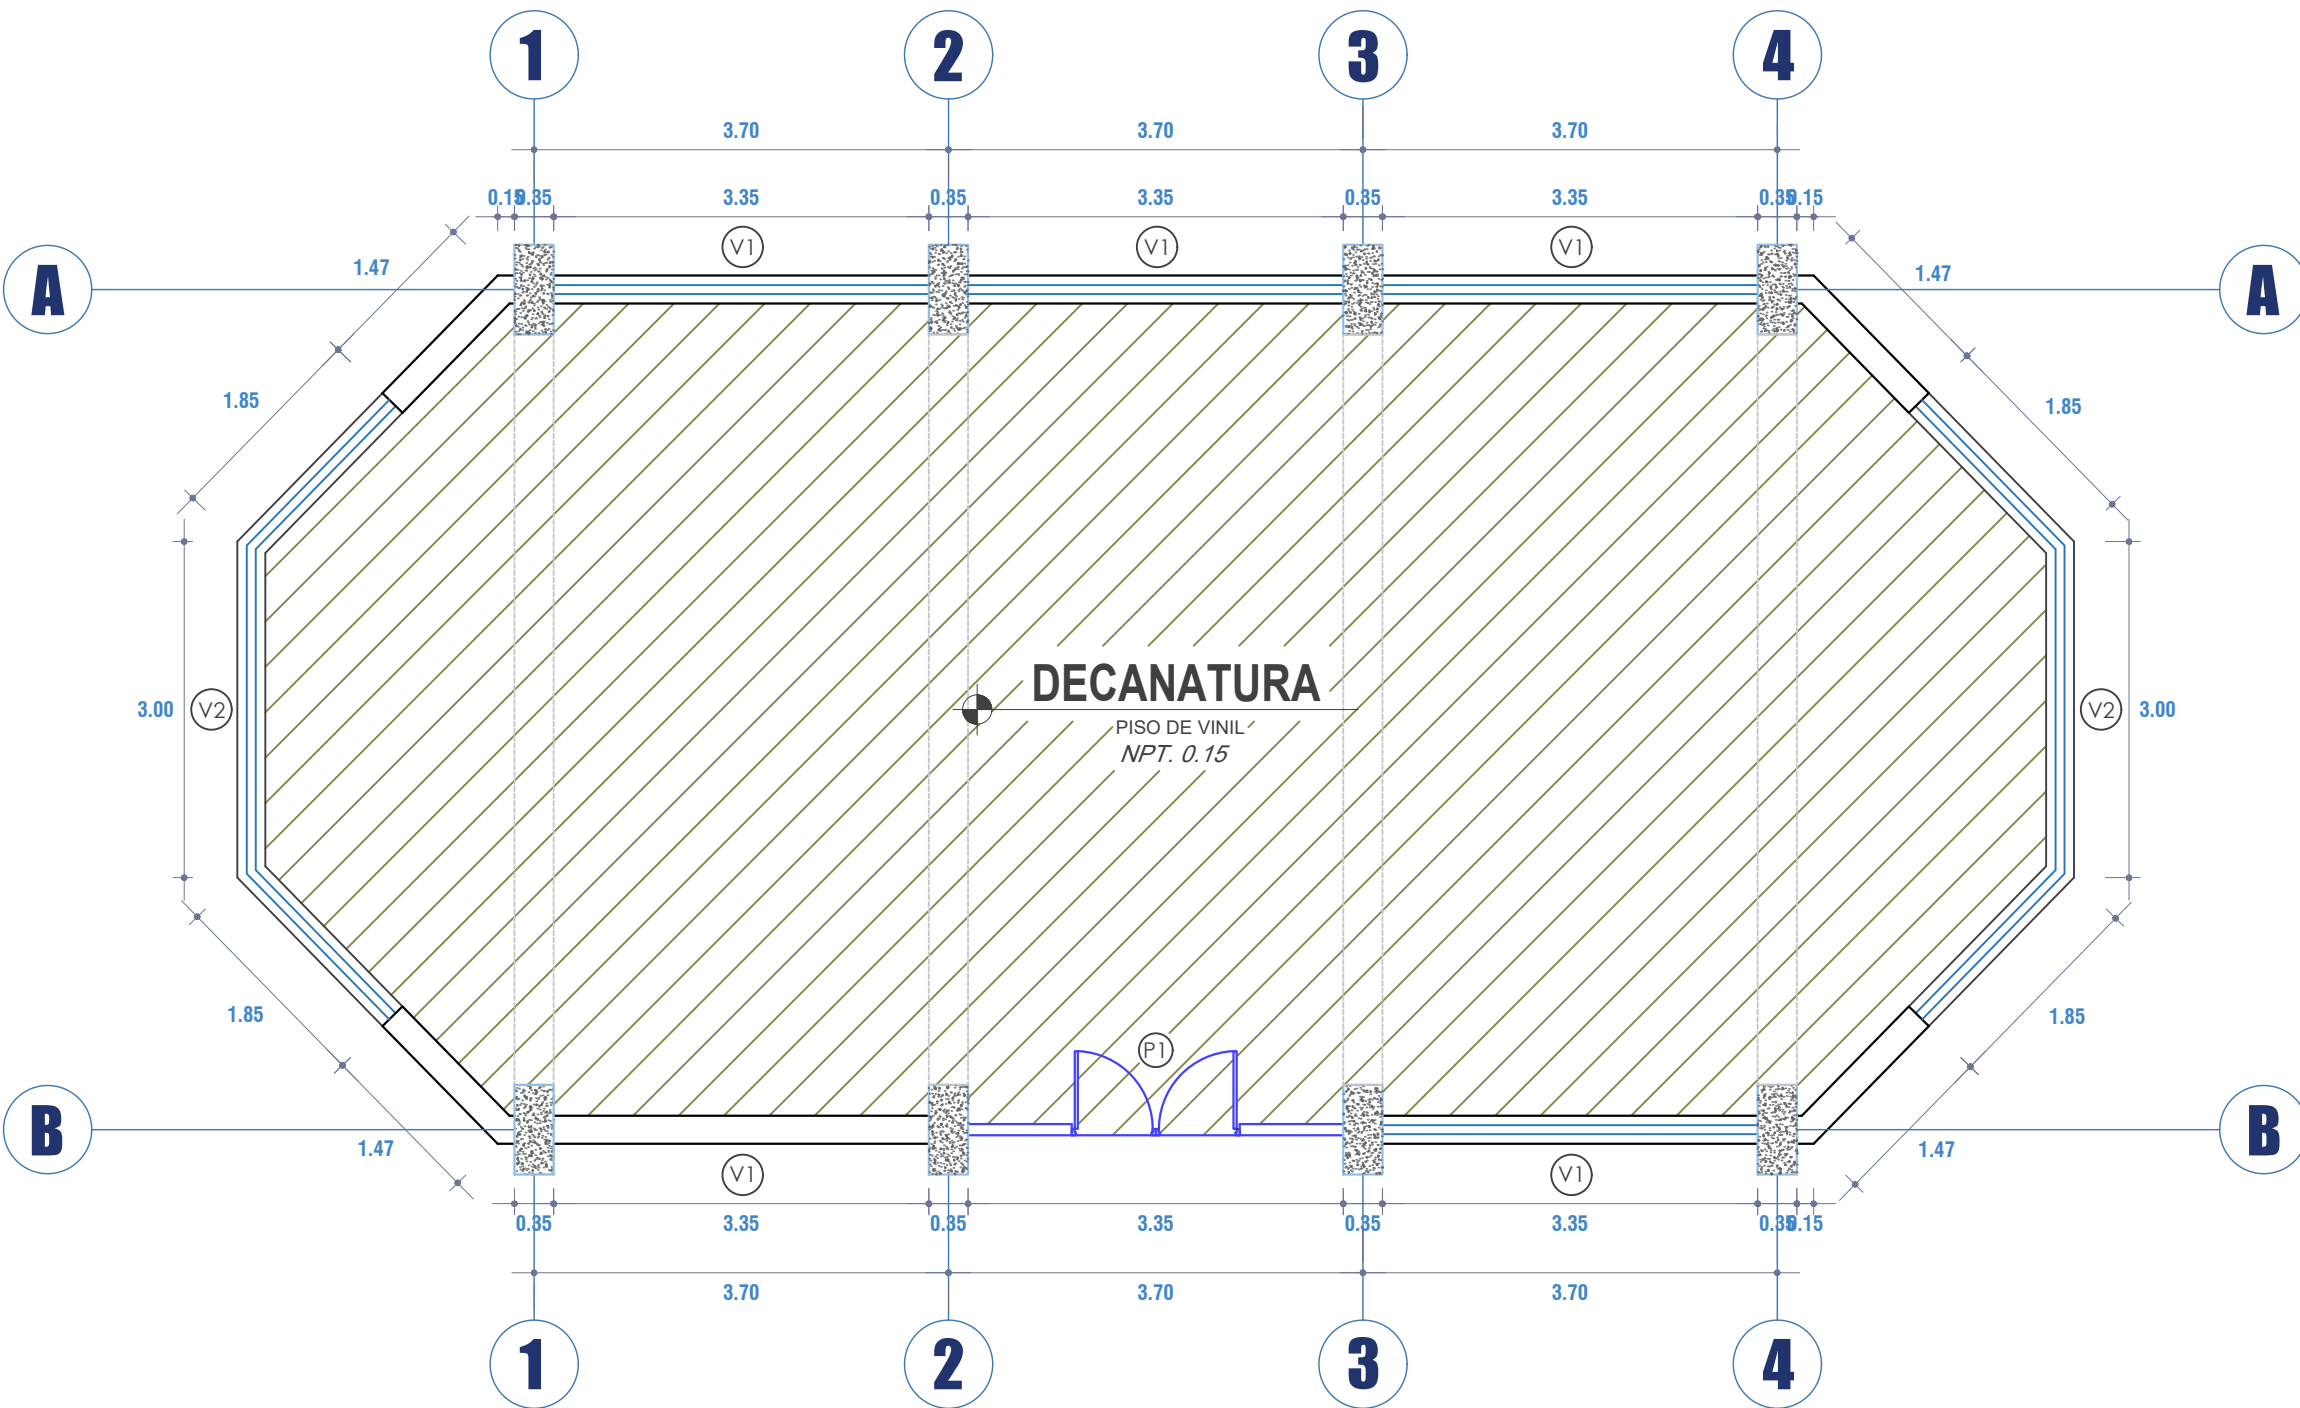 1 2 3 4
3.70 3.70 3.70
0.15 0.35 3.35 0.35 3.35 0.35 3.35 0.35 0.15
V1 V1 V1
1.47 1.47
A A
1.85 1.85
DECANATURA
3.00 V2 V2 3.00
PISO DE VINIL
NPT. 0.15
1.85 1.85
P1
B B
1.47 1.47
V1 V1
0.35 3.35 0.35 3.35 0.35 3.35 0.35 0.15
3.70 3.70 3.70
1 2 3 4